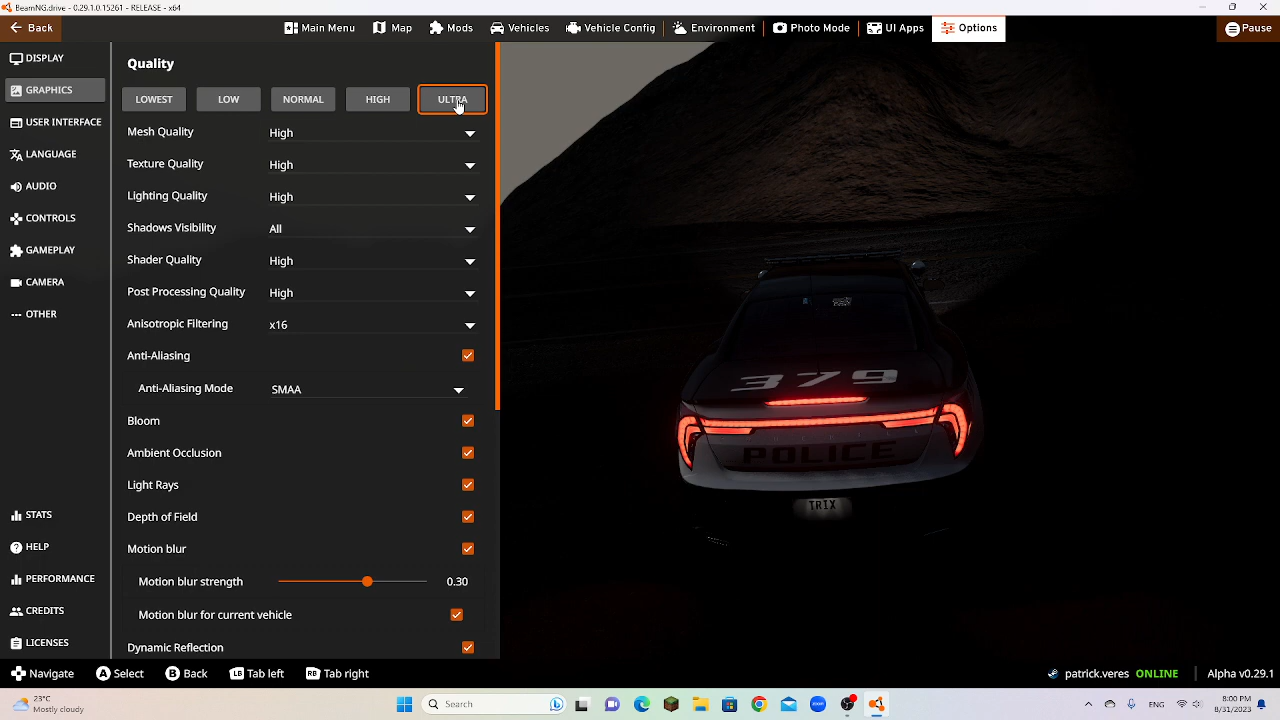 BeamNG.drive - 0.29.1.0.15261 - RELEASE - x64
Back
Main Menu
Map
Mods
Vehicles
Vehicle Config
Environment
Photo Mode
UI Apps
Options
Pause
DISPLAY
GRAPHICS
USER INTERFACE
LANGUAGE
AUDIO
CONTROLS
GAMEPLAY
CAMERA
OTHER
STATS
HELP
PERFORMANCE
CREDITS
LICENSES
Quality
LOWEST LOW NORMAL HIGH ULTRA
Mesh Quality High
Texture Quality High
Lighting Quality High
Shadows Visibility All
Shader Quality High
Post Processing Quality High
Anisotropic Filtering x16
Anti-Aliasing
Anti-Aliasing Mode SMAA
Bloom
Ambient Occlusion
Light Rays
Depth of Field
Motion blur
Motion blur strength 0.30
Motion blur for current vehicle
Dynamic Reflection
379
POLICE
TRIX
Navigate A Select B Back LB Tab left RB Tab right
patrick.veres ONLINE Alpha v0.29.1
Mostly cloudy
Search
zoom
ENG
8:00 PM
8/31/2023